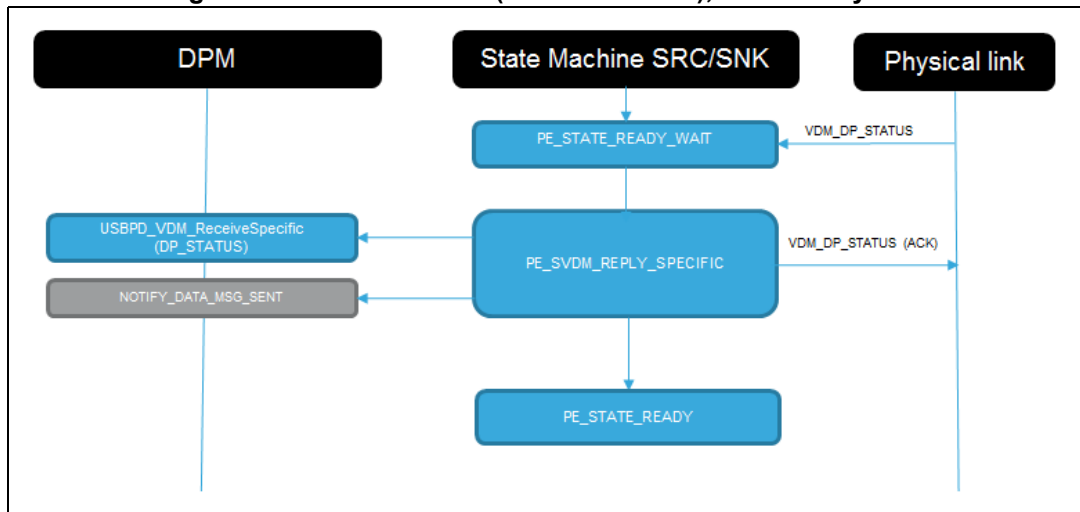 DPM
State Machine SRC/SNK
Physical link
PE_STATE_READY_WAIT
VDM_DP_STATUS
USBPD_VDM_ReceiveSpecific
(DP_STATUS)
PE_SVDM_REPLY_SPECIFIC
VDM_DP_STATUS (ACK)
NOTIFY_DATA_MSG_SENT
PE_STATE_READY